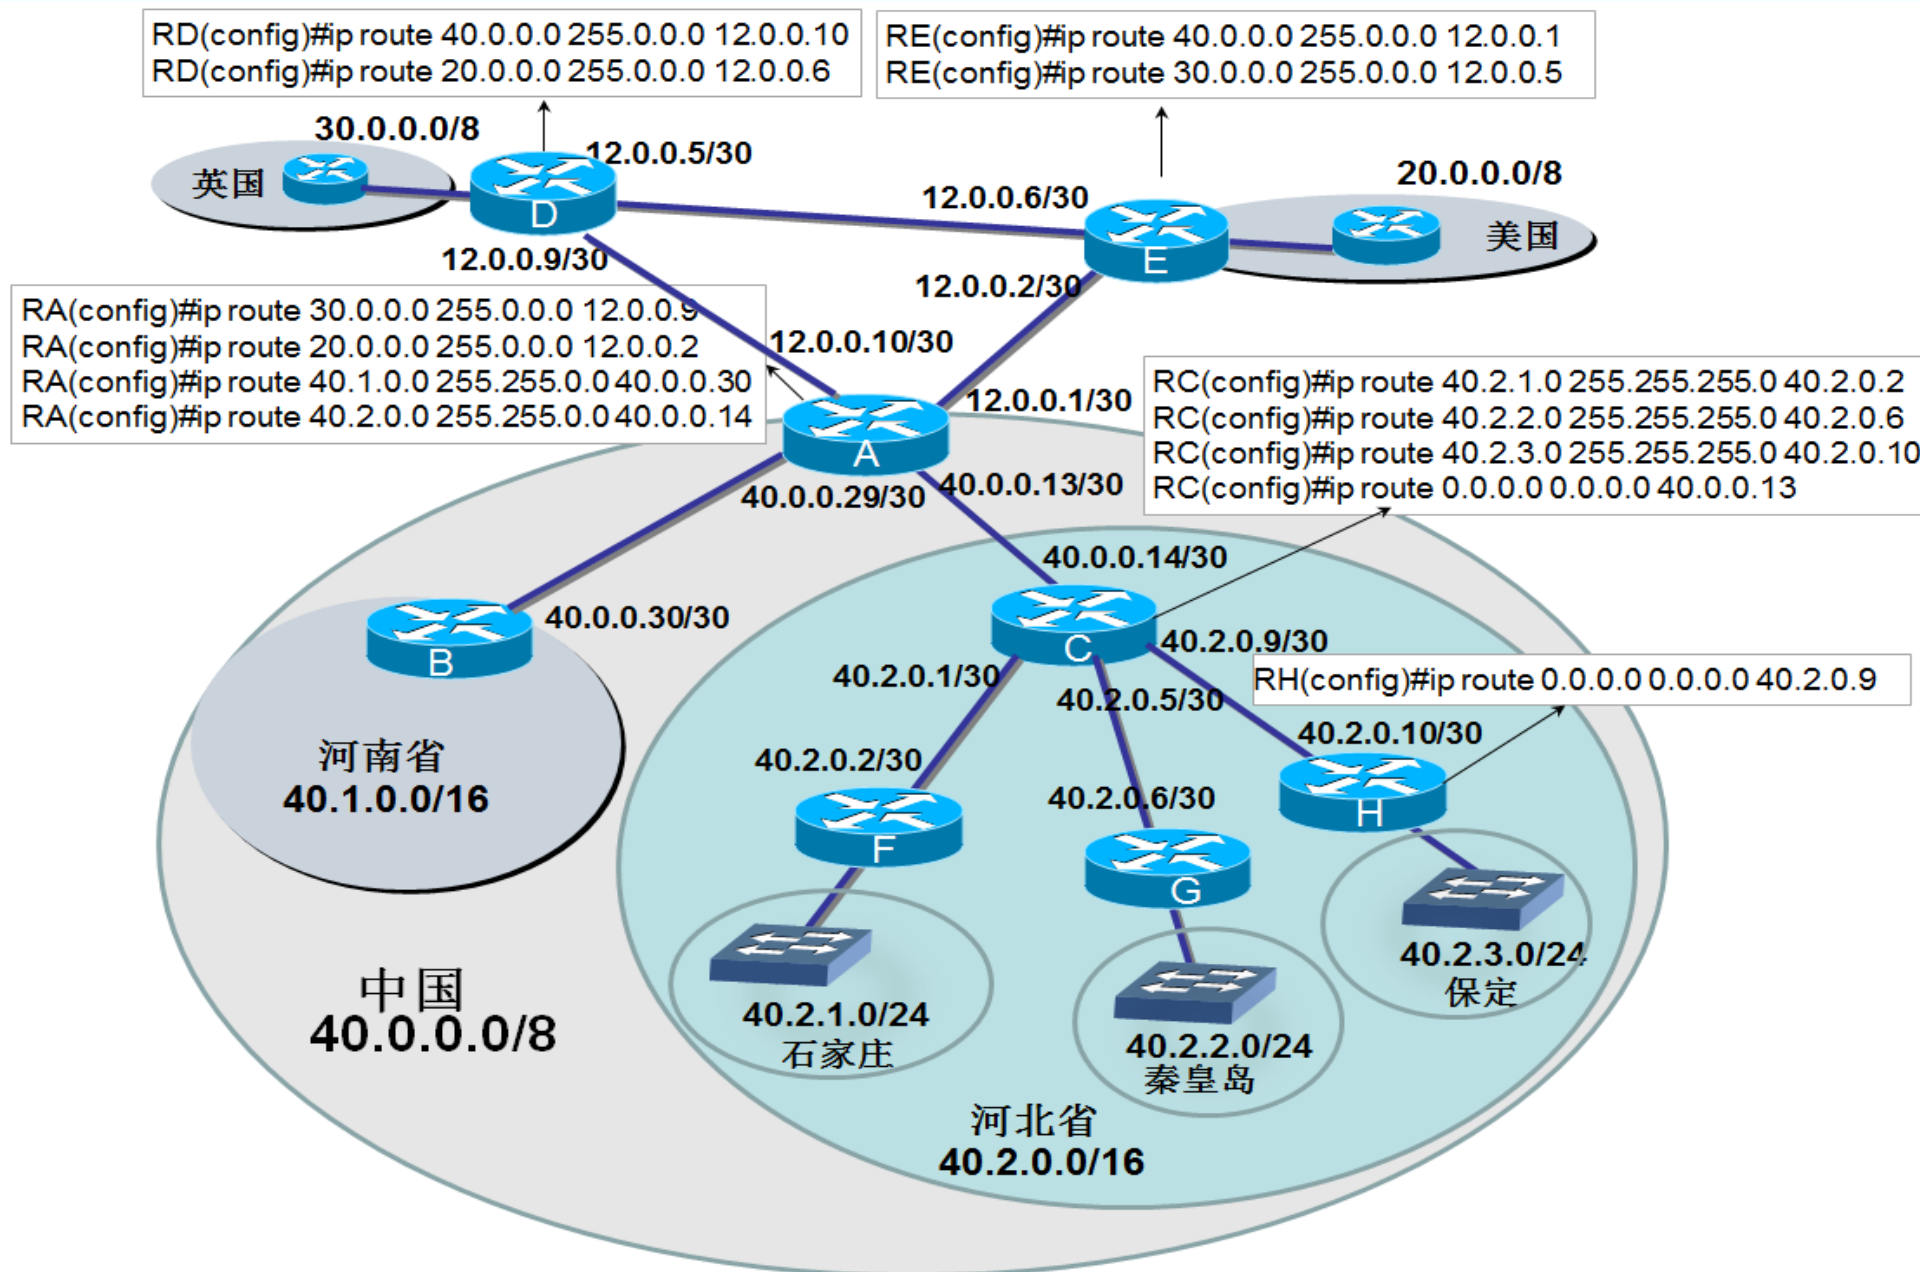 RD(config)#ip route 40.0.0.0 255.0.0.0 12.0.0.10
RD(config)#ip route 20.0.0.0 255.0.0.0 12.0.0.6
RE(config)#ip route 40.0.0.0 255.0.0.0 12.0.0.1
RE(config)#ip route 30.0.0.0 255.0.0.0 12.0.0.5
30.0.0.0/8
12.0.0.5/30
英国
D
12.0.0.6/30
20.0.0.0/8
美国
E
12.0.0.9/30
12.0.0.2/30
RA(config)#ip route 30.0.0.0 255.0.0.0 12.0.0.9
RA(config)#ip route 20.0.0.0 255.0.0.0 12.0.0.2
RA(config)#ip route 40.1.0.0 255.255.0.0 40.0.0.30
RA(config)#ip route 40.2.0.0 255.255.0.0 40.0.0.14
12.0.0.10/30
12.0.0.1/30
A
RC(config)#ip route 40.2.1.0 255.255.255.0 40.2.0.2
RC(config)#ip route 40.2.2.0 255.255.255.0 40.2.0.6
RC(config)#ip route 40.2.3.0 255.255.255.0 40.2.0.10
RC(config)#ip route 0.0.0.0 0.0.0.0 40.0.0.13
40.0.0.29/30
40.0.0.13/30
40.0.0.14/30
40.0.0.30/30
B
C
40.2.0.9/30
40.2.0.1/30
40.2.0.5/30
RH(config)#ip route 0.0.0.0 0.0.0.0 40.2.0.9
40.2.0.10/30
河南省
40.1.0.0/16
40.2.0.2/30
40.2.0.6/30
H
F
G
40.2.3.0/24
保定
中国
40.0.0.0/8
40.2.1.0/24
石家庄
40.2.2.0/24
秦皇岛
河北省
40.2.0.0/16